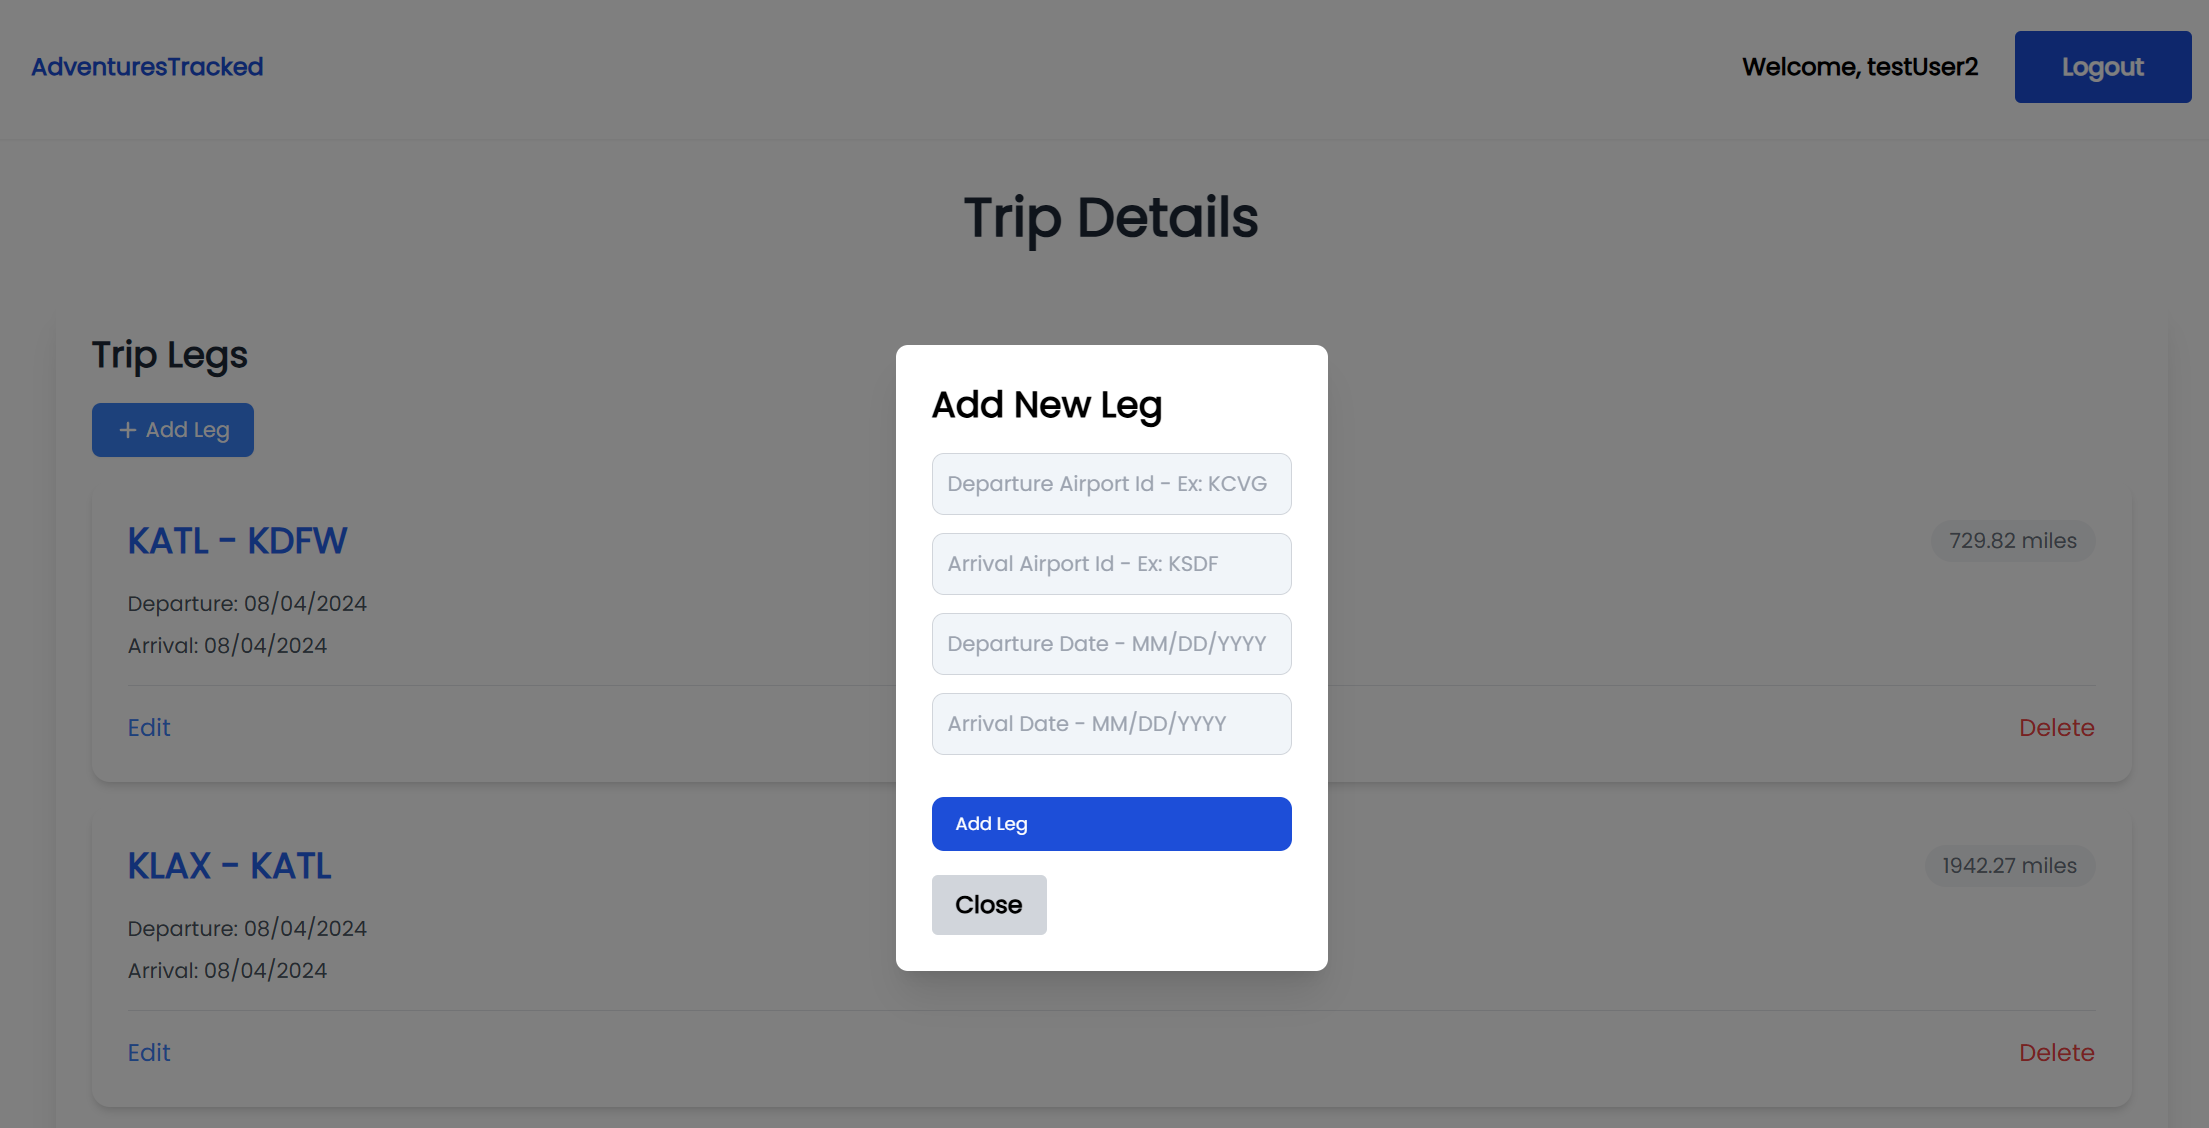 AdventuresTracked
Welcome, testUser2
Logout
Trip Details
Trip Legs
+ Add Leg
KATL - KDFW
729.82 miles
Departure: 08/04/2024
Arrival: 08/04/2024
Edit
Delete
KLAX - KATL
1942.27 miles
Departure: 08/04/2024
Arrival: 08/04/2024
Edit
Delete
Add New Leg
Departure Airport Id - Ex: KCVG
Arrival Airport Id - Ex: KSDF
Departure Date - MM/DD/YYYY
Arrival Date - MM/DD/YYYY
Add Leg
Close